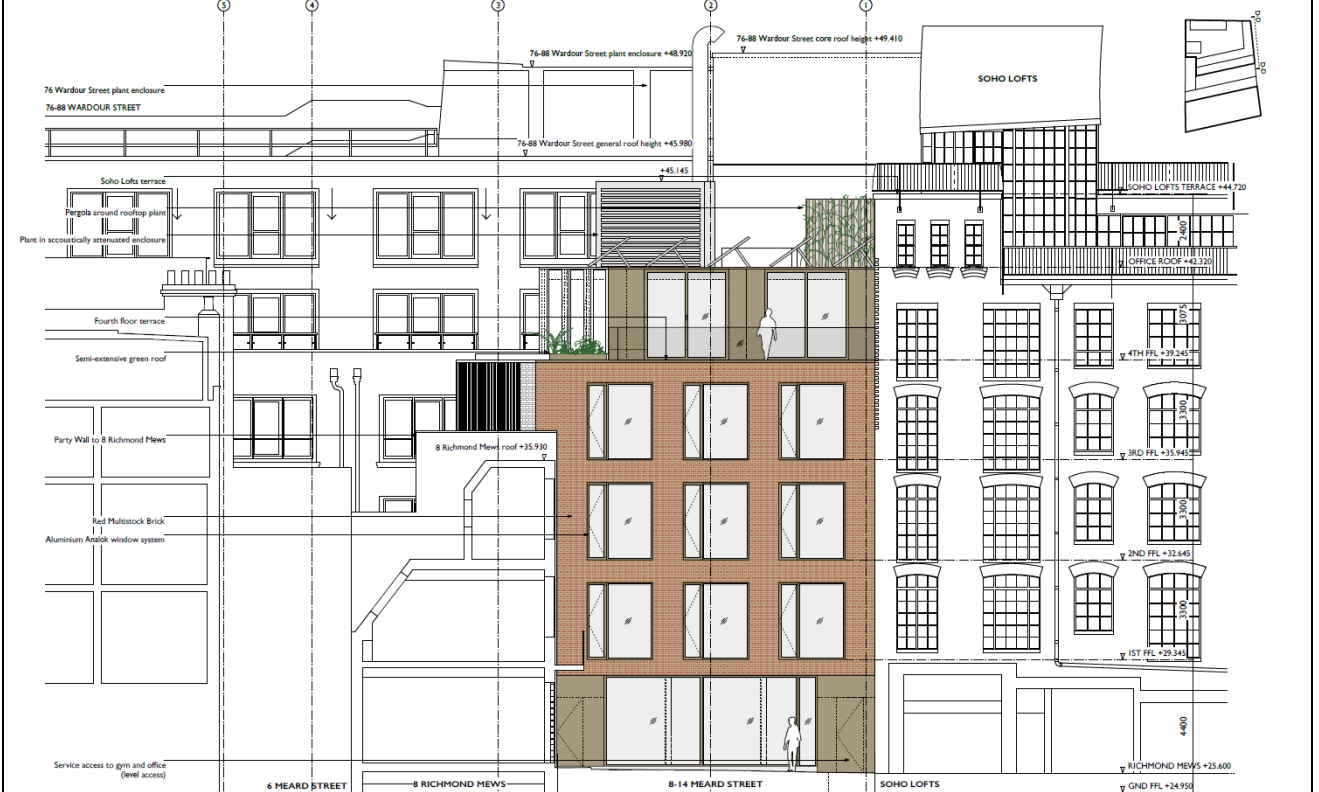 5
4
3
2
1
D-D
D-D
76-88 Wardour Street core roof height +49.410
76-88 Wardour Street plant enclosure +48.920
SOHO LOFTS
76 Wardour Street plant enclosure
76-88 WARDOUR STREET
76-88 Wardour Street general roof height +45.980
+45.145
Soho Lofts terrace
SOHO LOFTS TERRACE +44.720
Pergola around rooftop plant
2400
Plant in accoustically attenuated enclosure
OFFICE ROOF +42.320
3075
Fourth floor terrace
Semi-extensive green roof
4TH FFL +39.245
3300
Party Wall to 8 Richmond Mews
8 Richmond Mews roof +35.930
3RD FFL +35.945
3300
Red Multistock Brick
Aluminium Analok window system
2ND FFL +32.645
3300
1ST FFL +29.345
4400
Service access to gym and office
(level access)
RICHMOND MEWS +25.600
6 MEARD STREET
8 RICHMOND MEWS
8-14 MEARD STREET
SOHO LOFTS
GND FFL +24.950